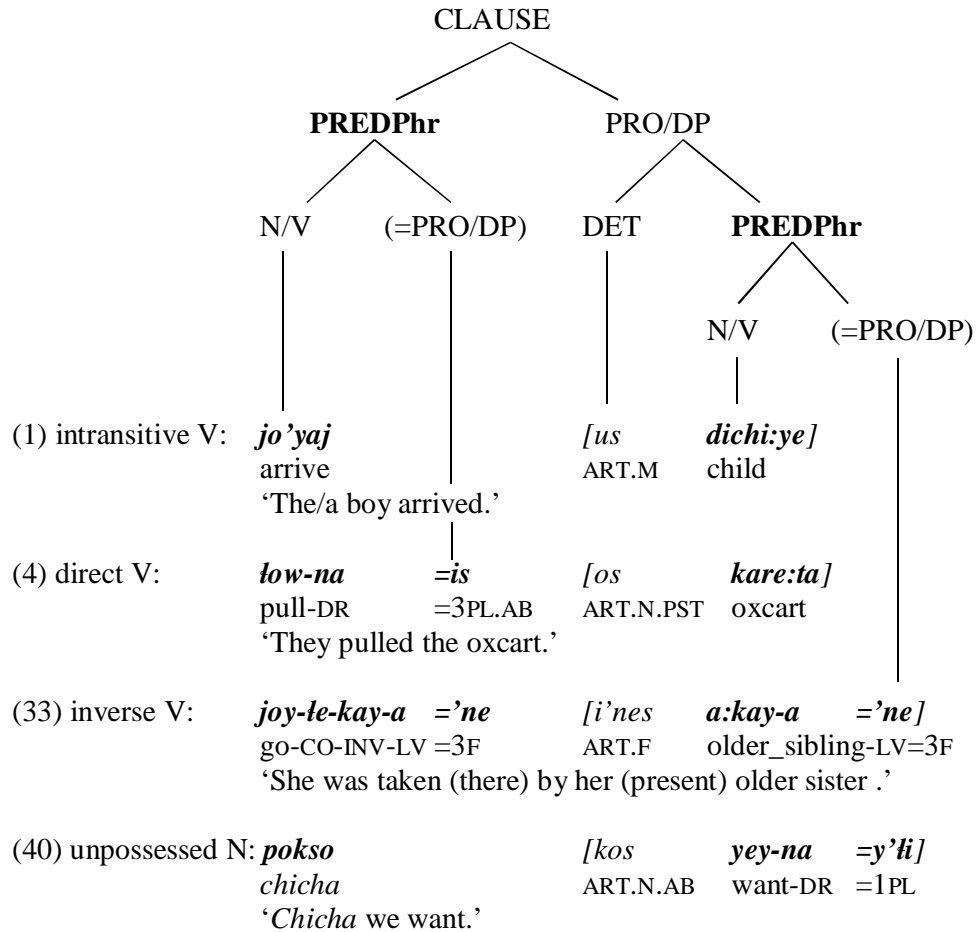 CLAUSE
PREDPhr PRO/DP
N/V (=PRO/DP) DET PREDPhr
N/V (=PRO/DP)
(1) intransitive V: jo’yaj [us dichi:ye]
arrive ART.M child
‘The/a boy arrived.’
(4) direct V: łow-na =is [os kare:ta]
pull-DR =3PL.AB ART.N.PST oxcart
‘They pulled the oxcart.’
(33) inverse V: joy-łe-kay-a =’ne [i’nes a:kay-a =’ne]
go-CO-INV-LV =3F ART.F older_sibling-LV=3F
‘She was taken (there) by her (present) older sister .’
(40) unpossessed N: pokso [kos yey-na =y’łi]
chicha ART.N.AB want-DR =1PL
‘Chicha we want.’